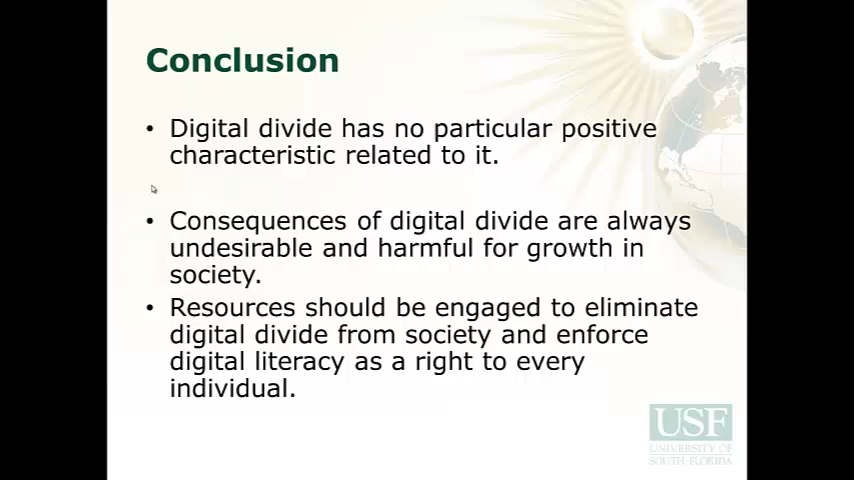 Conclusion
• Digital divide has no particular positive
characteristic related to it.
• Consequences of digital divide are always
undesirable and harmful for growth in
society.
• Resources should be engaged to eliminate
digital divide from society and enforce
digital literacy as a right to every
individual.
USF
UNIVERSITY OF
SOUTH FLORIDA